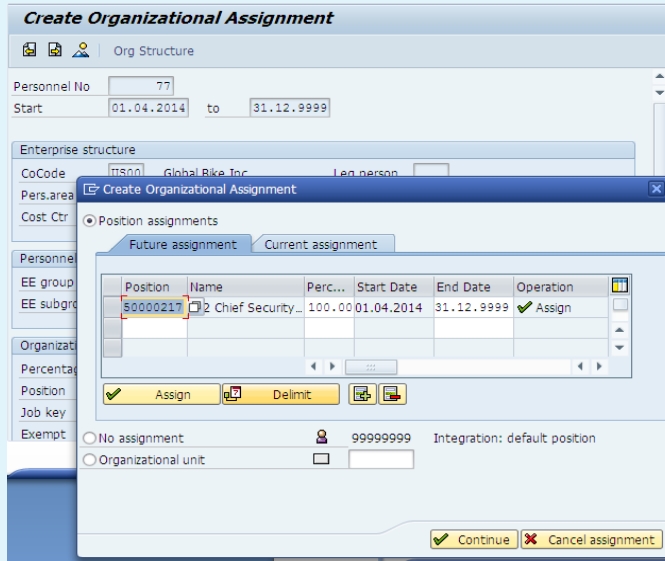 Create Organizational Assignment
Org Structure
Personnel No 77
Start 01.04.2014 to 31.12.9999
Enterprise structure
CoCode US00 Global Bike Inc Leg.person
Pers.area
Cost Ctr
Personnel
EE group
EE subgro
Organizati
Percentag
Position
Job key
Exempt
Create Organizational Assignment
Position assignments
Future assignment Current assignment
Position Name Perc... Start Date End Date Operation
50000217 2 Chief Security... 100.00 01.04.2014 31.12.9999 Assign
Assign Delimit
No assignment 99999999 Integration: default position
Organizational unit
Continue Cancel assignment